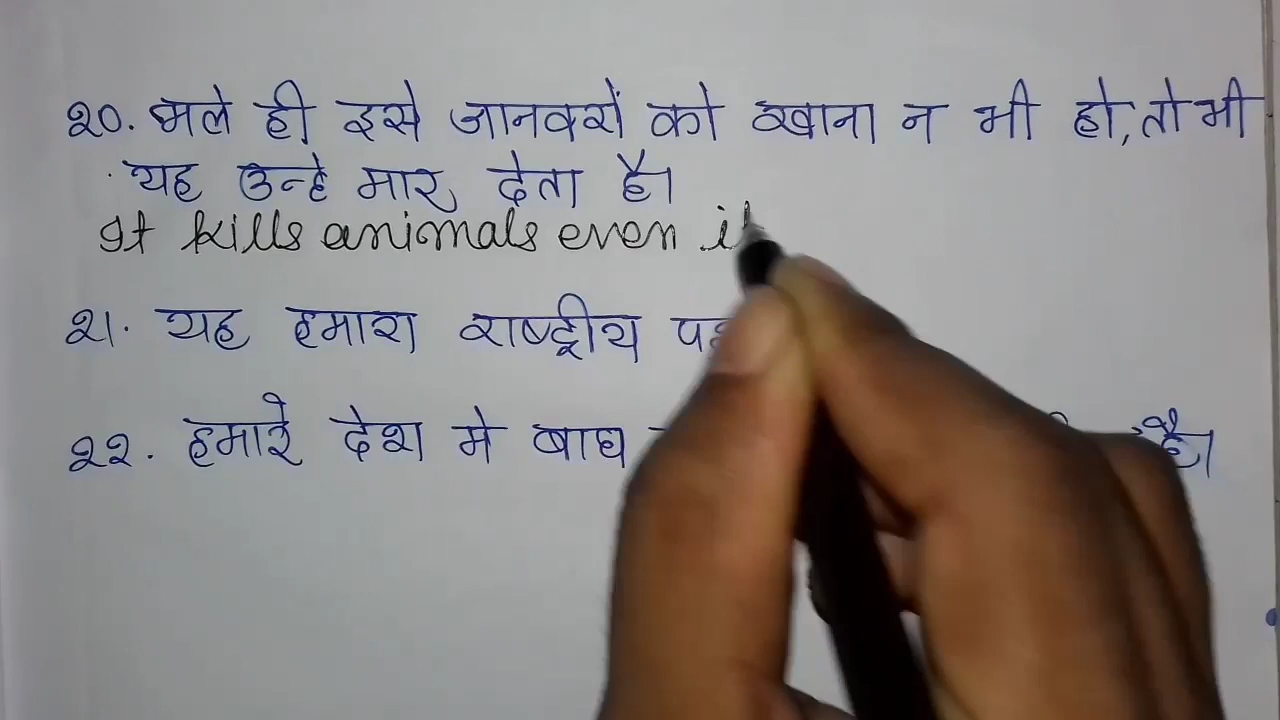 २०. भले ही इसे जानवरों को खाना न भी हो, तो भी
यह उन्हे मार देता है।
It kills animals even
२१. यह हमारा राष्ट्रीय
२२. हमारे देश मे बाघ है।